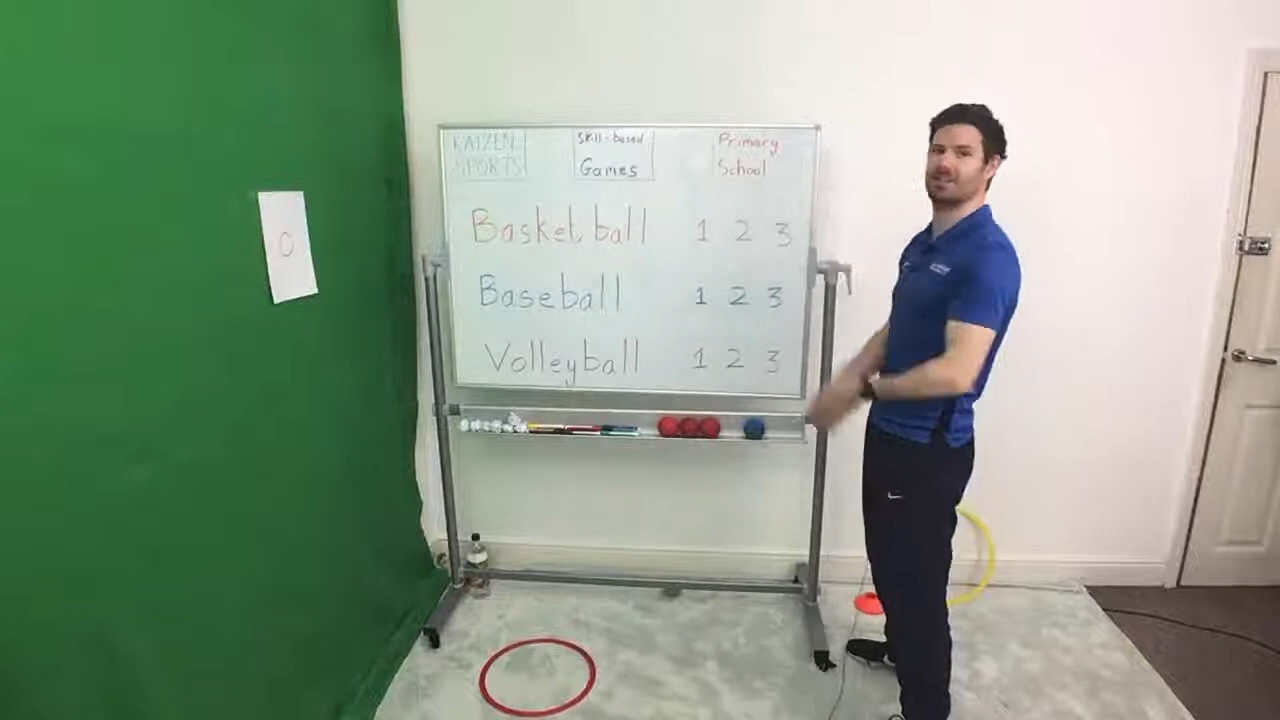 KAIZEN
SPORTS
Skill-based
Games
Primary
School
Basketball 1 2 3
Baseball 1 2 3
Volleyball 1 2 3